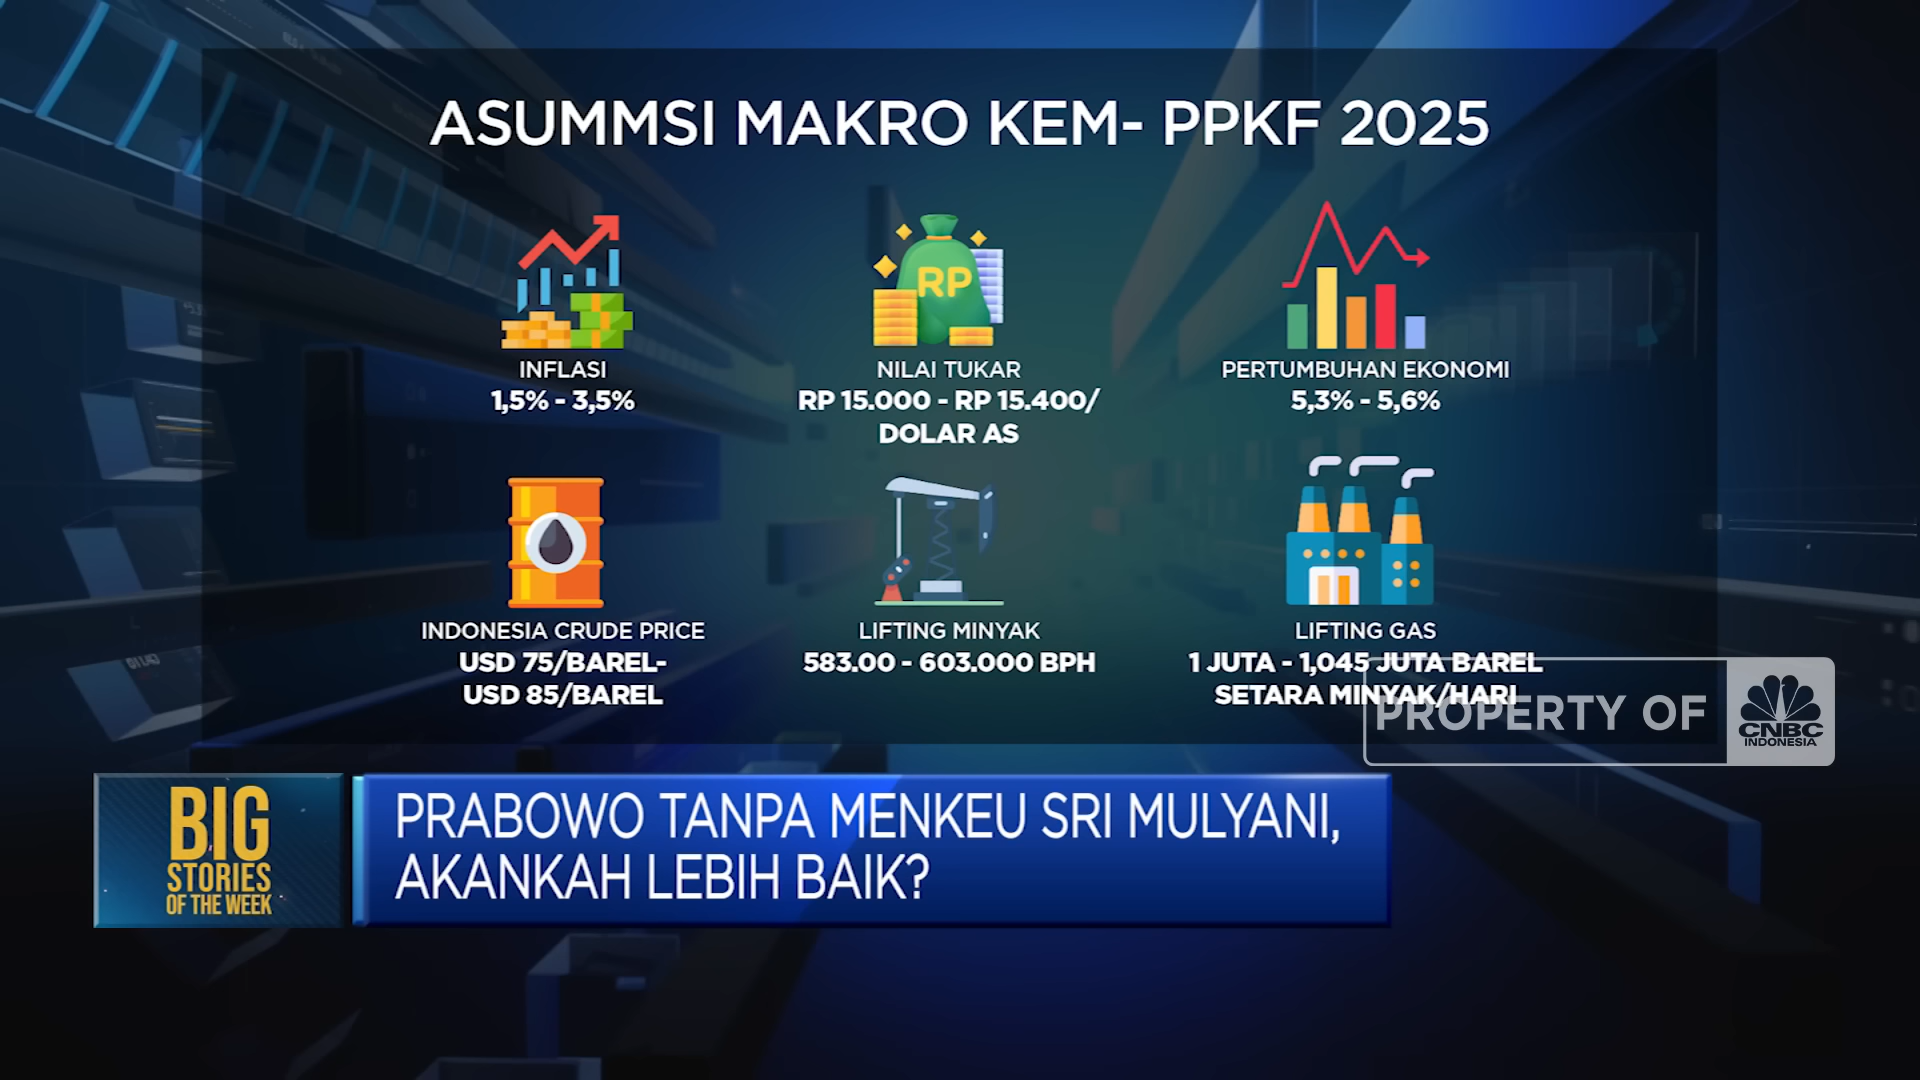 ASUMMSI MAKRO KEM- PPKF 2025
RP
INFLASI
1,5% - 3,5%
NILAI TUKAR
RP 15.000 - RP 15.400/
DOLAR AS
PERTUMBUHAN EKONOMI
5,3% - 5,6%
INDONESIA CRUDE PRICE
USD 75/BAREL-
USD 85/BAREL
LIFTING MINYAK
583.00 - 603.000 BPH
LIFTING GAS
1 JUTA - 1,045 JUTA BAREL
SETARA MINYAK/HARI
PROPERTY OF
CNBC
INDONESIA
BIG
STORIES
OF THE WEEK
PRABOWO TANPA MENKEU SRI MULYANI,
AKANKAH LEBIH BAIK?